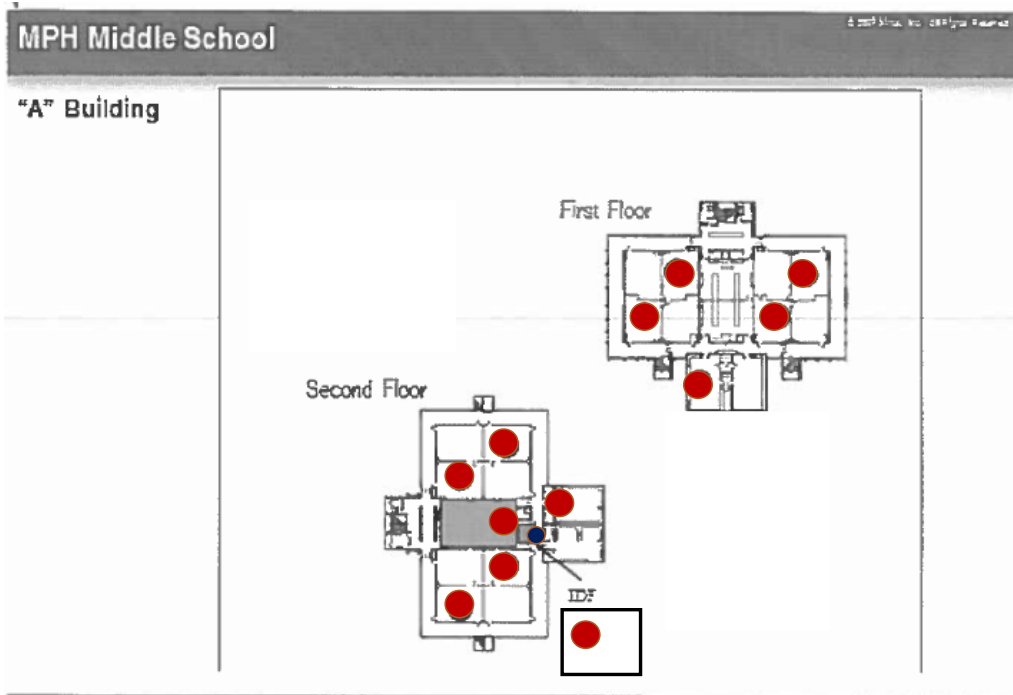 MPH Middle School
"A" Building
First Floor
Second Floor
IDF